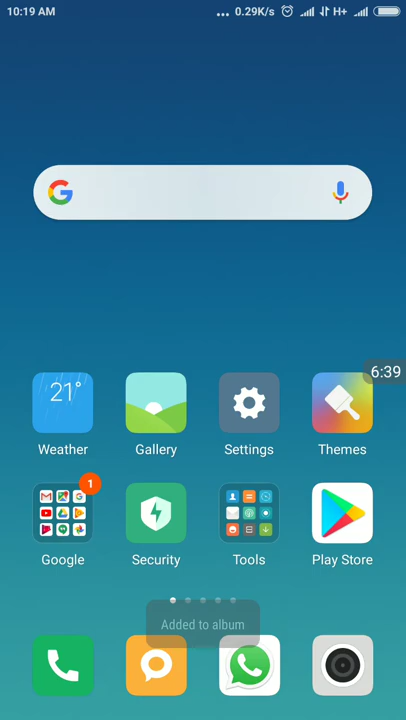 10:19 AM
... 0.29K/s H+
6:39
21°
Weather
Gallery
Settings
Themes
1
Google
Security
Tools
Play Store
Added to album